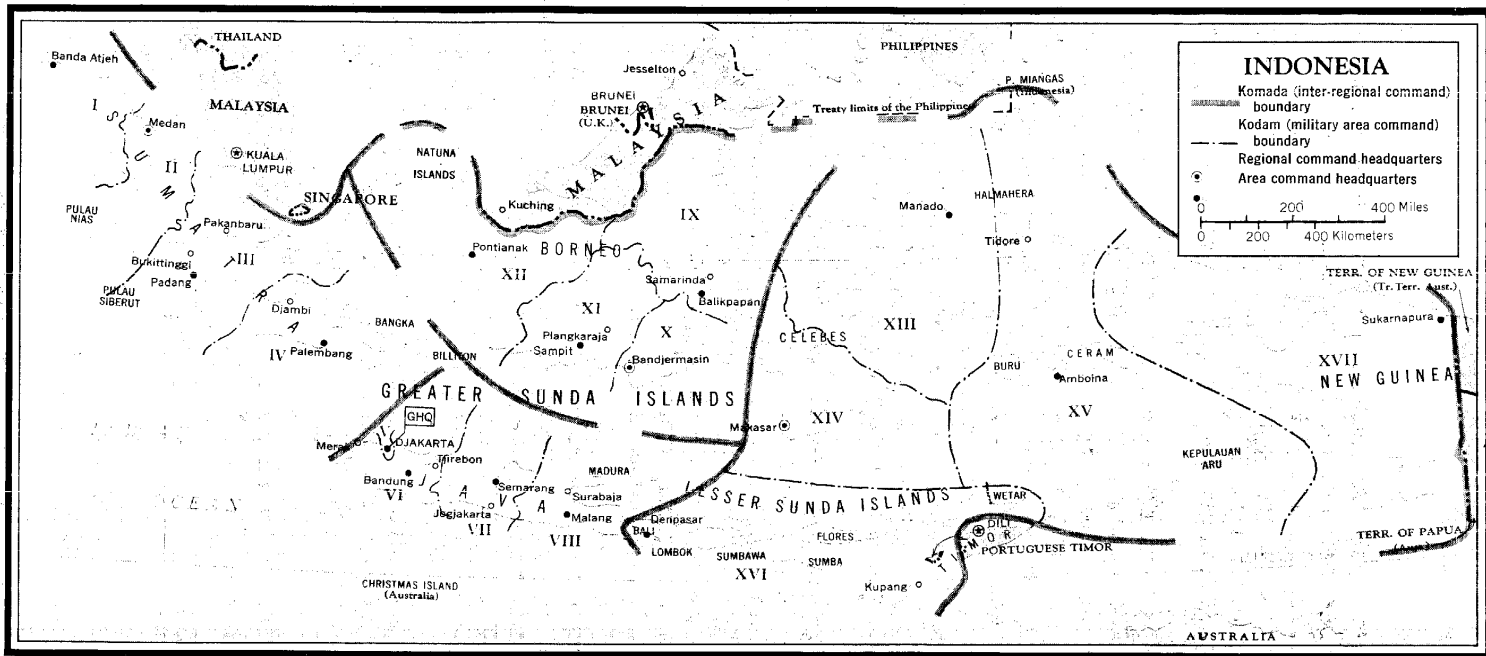 INDONESIA
Komada (inter-regional command)
boundary
Kodam (military area command)
boundary
Regional command headquarters
Area command headquarters
0 200 400 Miles
0 200 400 Kilometers
THAILAND
Banda Atjeh
PHILIPPINES
Jesselton
P. MIANGAS
(Indonesia)
BRUNEI
BRUNEI
(U.K.)
MALAYSIA
MALAYSIA
Treaty limits of the Philippines
I
Medan
II
KUALA
LUMPUR
NATUNA
ISLANDS
SINGAPORE
Kuching
IX
HALMAHERA
Manado
PULAU
NIAS
SUMATRA
Pakanbaru
Tidore
Bukittinggi
III
Pontianak
BORNEO
XII
Padang
PULAU
SIBERUT
Samarinda
Balikpapan
TERR. OF NEW GUINEA
(Tr. Terr. Aust.)
Djambi
BANGKA
XI
X
XIII
Sukarnapura
IV
Palembang
BILLITON
Plangkaraja
Sampit
CELEBES
Bandjermasin
CERAM
BURU
Amboina
XVII
NEW GUINEA
GREATER SUNDA ISLANDS
XIV
XV
GHQ
Makasar
Merak
V
DJAKARTA
Tjirebon
MADURA
KEPULAUAN
ARU
Bandung
VI
JAVA
Semarang
Surabaja
LESSER SUNDA ISLANDS
WETAR
Jogjakarta
VII
Malang
VIII
Denpasar
BALI
LOMBOK
SUMBAWA
XVI
FLORES
SUMBA
DILI
TIMOR
PORTUGUESE TIMOR
TERR. OF PAPUA
(Aust.)
OCEAN
CHRISTMAS ISLAND
(Australia)
Kupang
AUSTRALIA